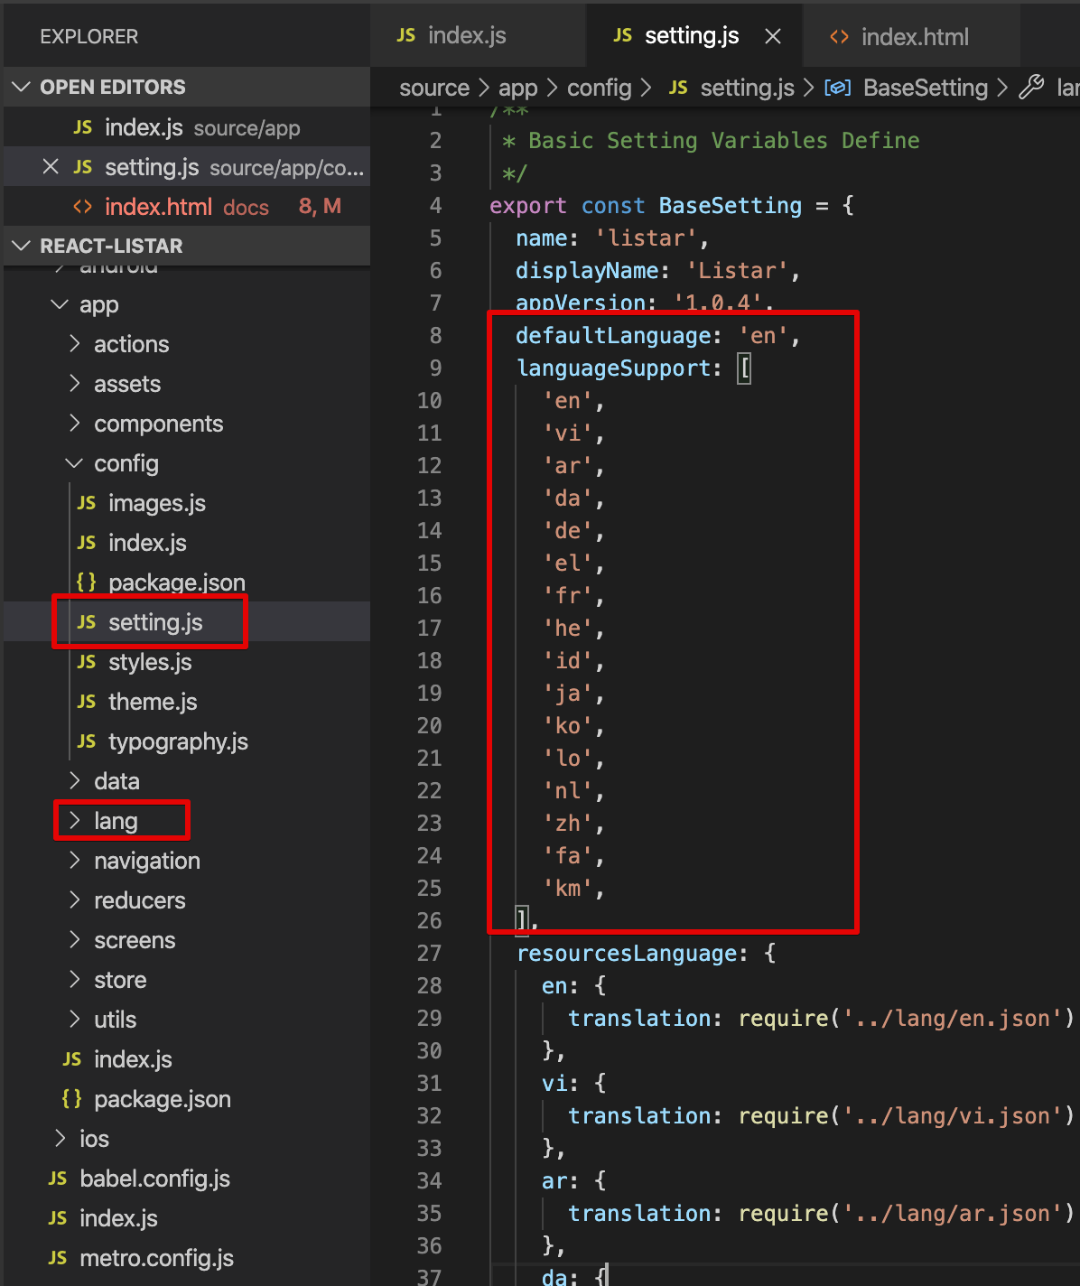 EXPLORER
OPEN EDITORS
JS index.js source/app
JS setting.js source/app/co...
<> index.html docs 8, M
REACT-LISTAR
android
app
actions
assets
components
config
JS images.js
JS index.js
{} package.json
JS setting.js
JS styles.js
JS theme.js
JS typography.js
data
lang
navigation
reducers
screens
store
utils
JS index.js
{} package.json
ios
JS babel.config.js
JS index.js
JS metro.config.js
JS index.js
JS setting.js
<> index.html
source > app > config > JS setting.js > BaseSetting > lan
1 /**
2 * Basic Setting Variables Define
3 */
4 export const BaseSetting = {
5 name: 'listar',
6 displayName: 'Listar',
7 appVersion: '1.0.4',
8 defaultLanguage: 'en',
9 languageSupport: [
10 'en',
11 'vi',
12 'ar',
13 'da',
14 'de',
15 'el',
16 'fr',
17 'he',
18 'id',
19 'ja',
20 'ko',
21 'lo',
22 'nl',
23 'zh',
24 'fa',
25 'km',
26 ],
27 resourcesLanguage: {
28 en: {
29 translation: require('../lang/en.json')
30 },
31 vi: {
32 translation: require('../lang/vi.json')
33 },
34 ar: {
35 translation: require('../lang/ar.json')
36 },
37 da: {